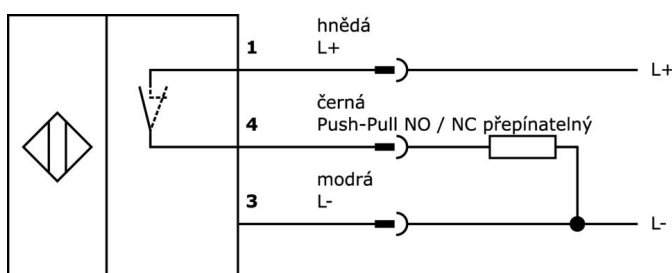 hnědá
1 L+
L+
černá
4 Push-Pull NO / NC přepínatelný
modrá
3 L-
L-